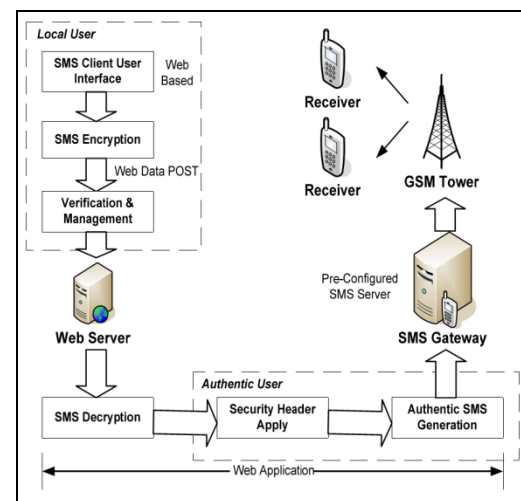 Local User
SMS Client User
Interface
Web
Based
SMS Encryption
Web Data POST
Verification &
Management
Web Server
SMS Decryption
Authentic User
Security Header
Apply
Authentic SMS
Generation
Pre-Configured
SMS Server
SMS Gateway
GSM Tower
Receiver
Receiver
Web Application